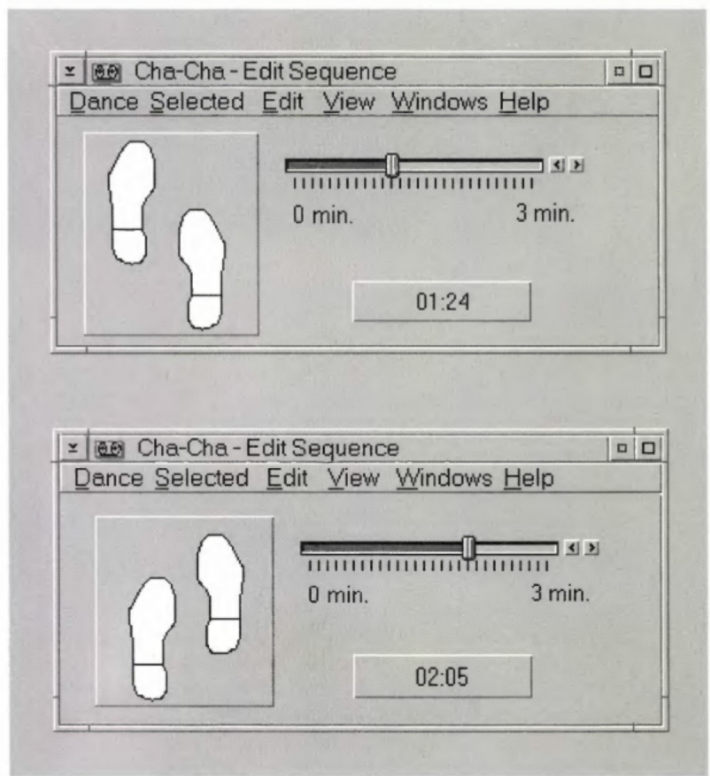 Cha-Cha - Edit Sequence
Dance Selected Edit View Windows Help
0 min. 3 min.
01:24
Cha-Cha - Edit Sequence
Dance Selected Edit View Windows Help
0 min. 3 min.
02:05